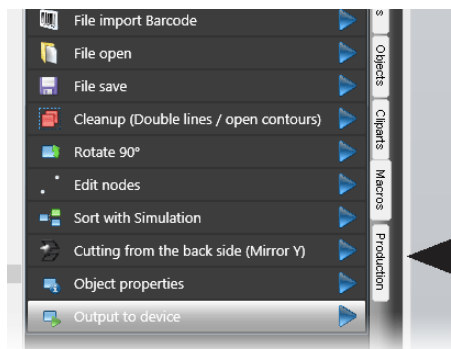 File import Barcode
File open
File save
Cleanup (Double lines / open contours)
Rotate 90°
Edit nodes
Sort with Simulation
Cutting from the back side (Mirror Y)
Object properties
Output to device
Objects
Cliparts
Macros
Production